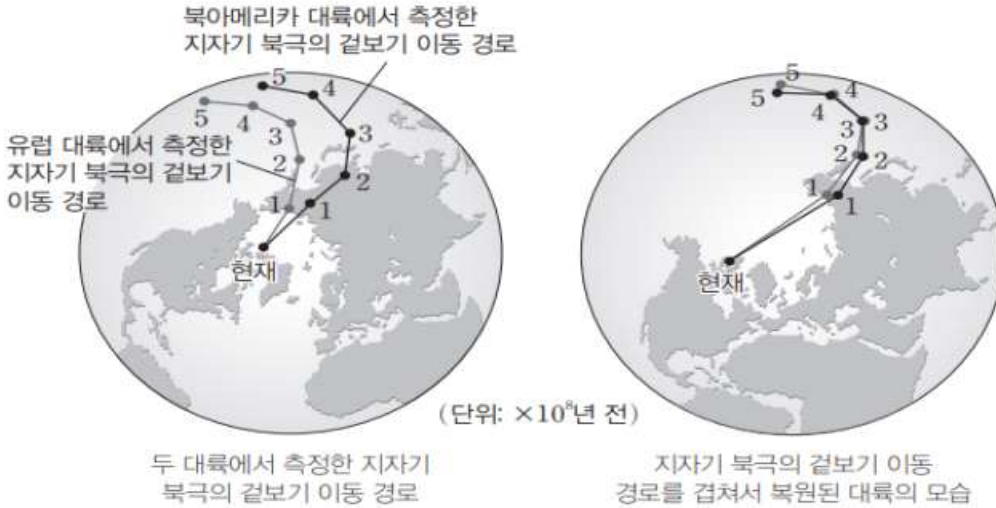 북아메리카 대륙에서 측정한
지자기 북극의 겉보기 이동 경로
5
4
3
2
1
5
4
3
2
1
유럽 대륙에서 측정한
지자기 북극의 겉보기
이동 경로
현재
5
5
4
4
3
3
2
2
1
1
현재
(단위: ×10⁸년 전)
두 대륙에서 측정한 지자기
북극의 겉보기 이동 경로
지자기 북극의 겉보기 이동
경로를 겹쳐서 복원된 대륙의 모습